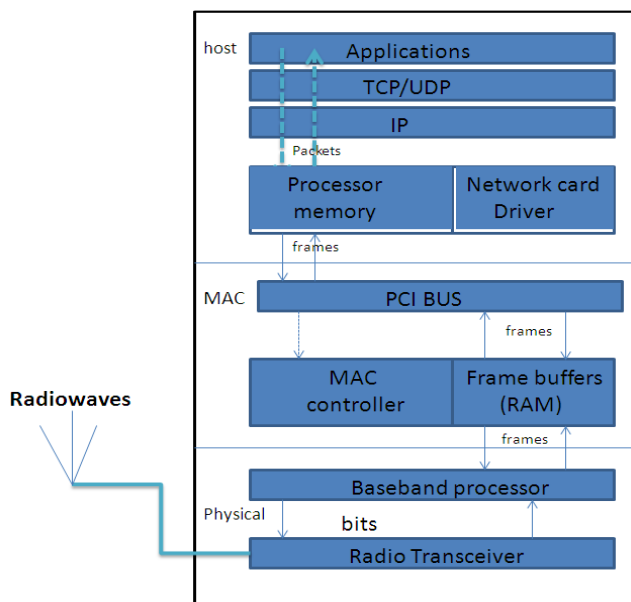 host
Applications
TCP/UDP
IP
Packets
Processor
memory
Network card
Driver
frames
MAC
PCI BUS
frames
MAC
controller
Frame buffers
(RAM)
Radiowaves
frames
Baseband processor
Physical
bits
Radio Transceiver